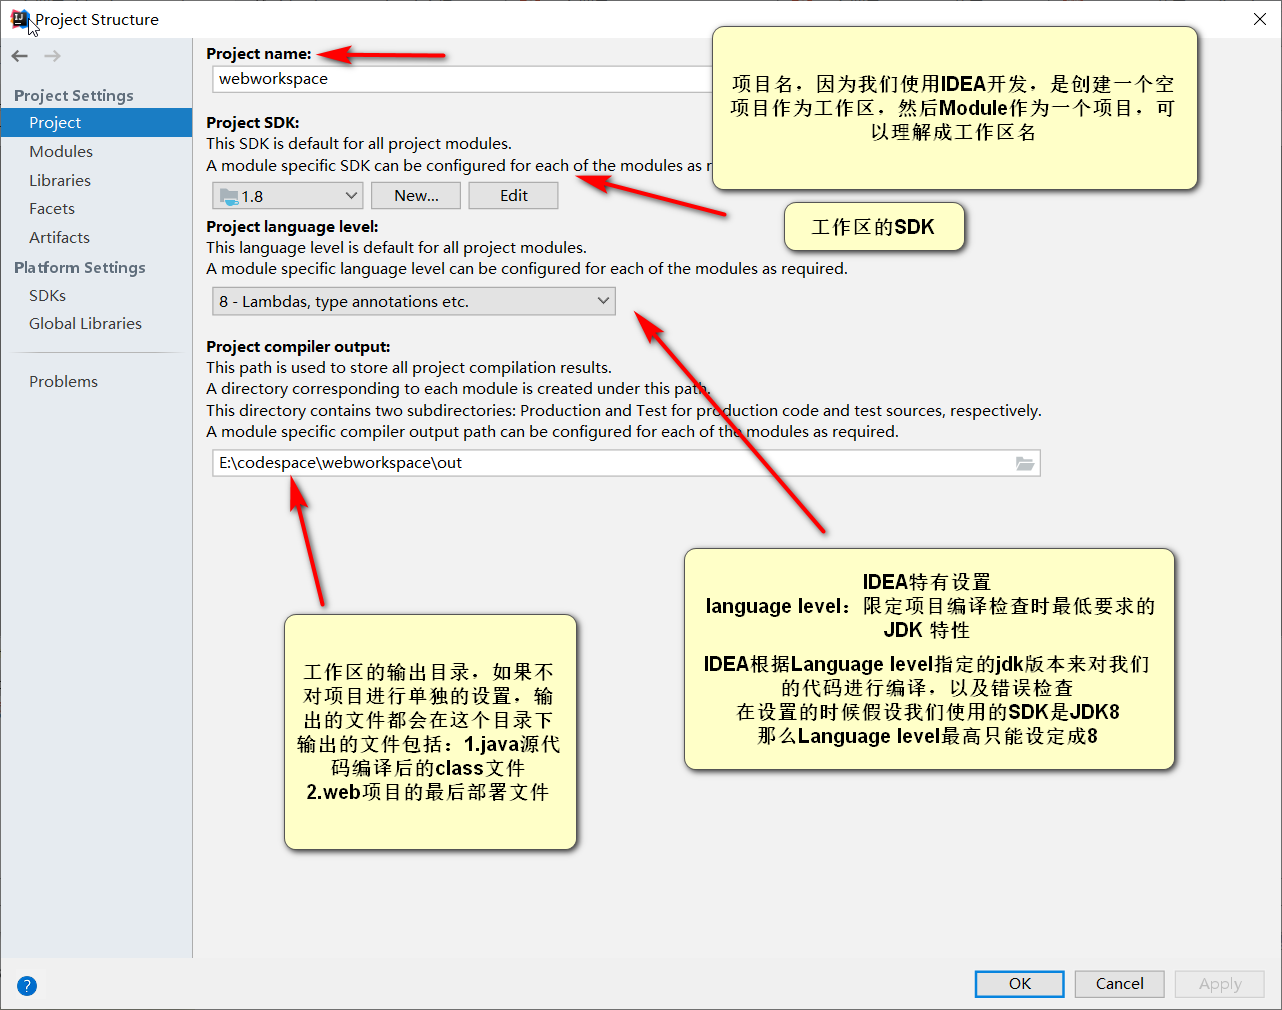 Project Structure
Project Settings
Project
Modules
Libraries
Facets
Artifacts
Platform Settings
SDKs
Global Libraries
Problems
Project name:
webworkspace
项目名，因为我们使用IDEA开发，是创建一个空
项目作为工作区，然后Module作为一个项目，可
以理解成工作区名
Project SDK:
This SDK is default for all project modules.
A module specific SDK can be configured for each of the modules as r
1.8
New...
Edit
工作区的SDK
Project language level:
This language level is default for all project modules.
A module specific language level can be configured for each of the modules as required.
8 - Lambdas, type annotations etc.
Project compiler output:
This path is used to store all project compilation results.
A directory corresponding to each module is created under this path.
This directory contains two subdirectories: Production and Test for production code and test sources, respectively.
A module specific compiler output path can be configured for each of the modules as required.
E:\codespace\webworkspace\out
IDEA特有设置
language level：限定项目编译检查时最低要求的
JDK 特性
IDEA根据Language level指定的jdk版本来对我们
的代码进行编译，以及错误检查
在设置的时候假设我们使用的SDK是JDK8
那么Language level最高只能设定成8
工作区的输出目录，如果不
对项目进行单独的设置，输
出的文件都会在这个目录下
输出的文件包括：1.java源代
码编译后的class文件
2.web项目的最后部署文件
?
OK
Cancel
Apply